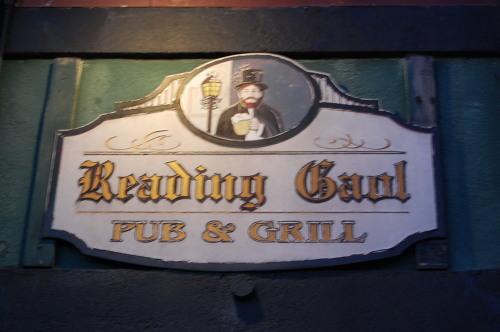 Reading Gaol
PUB & GRILL